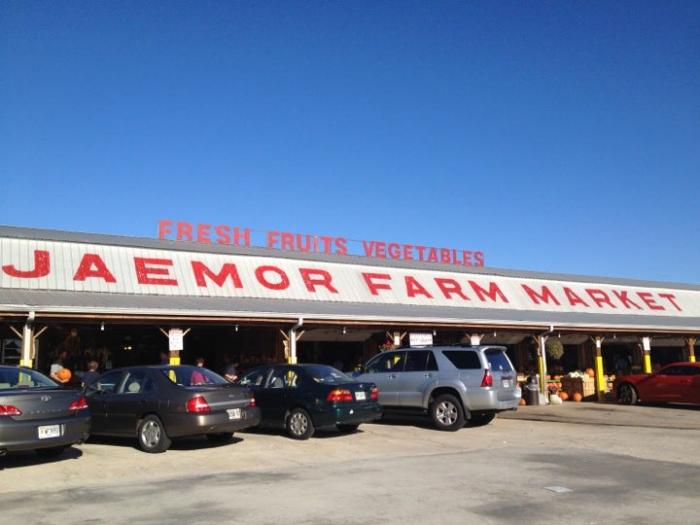 FRESH FRUITS VEGETABLES
JAEMOR FARM MARKET